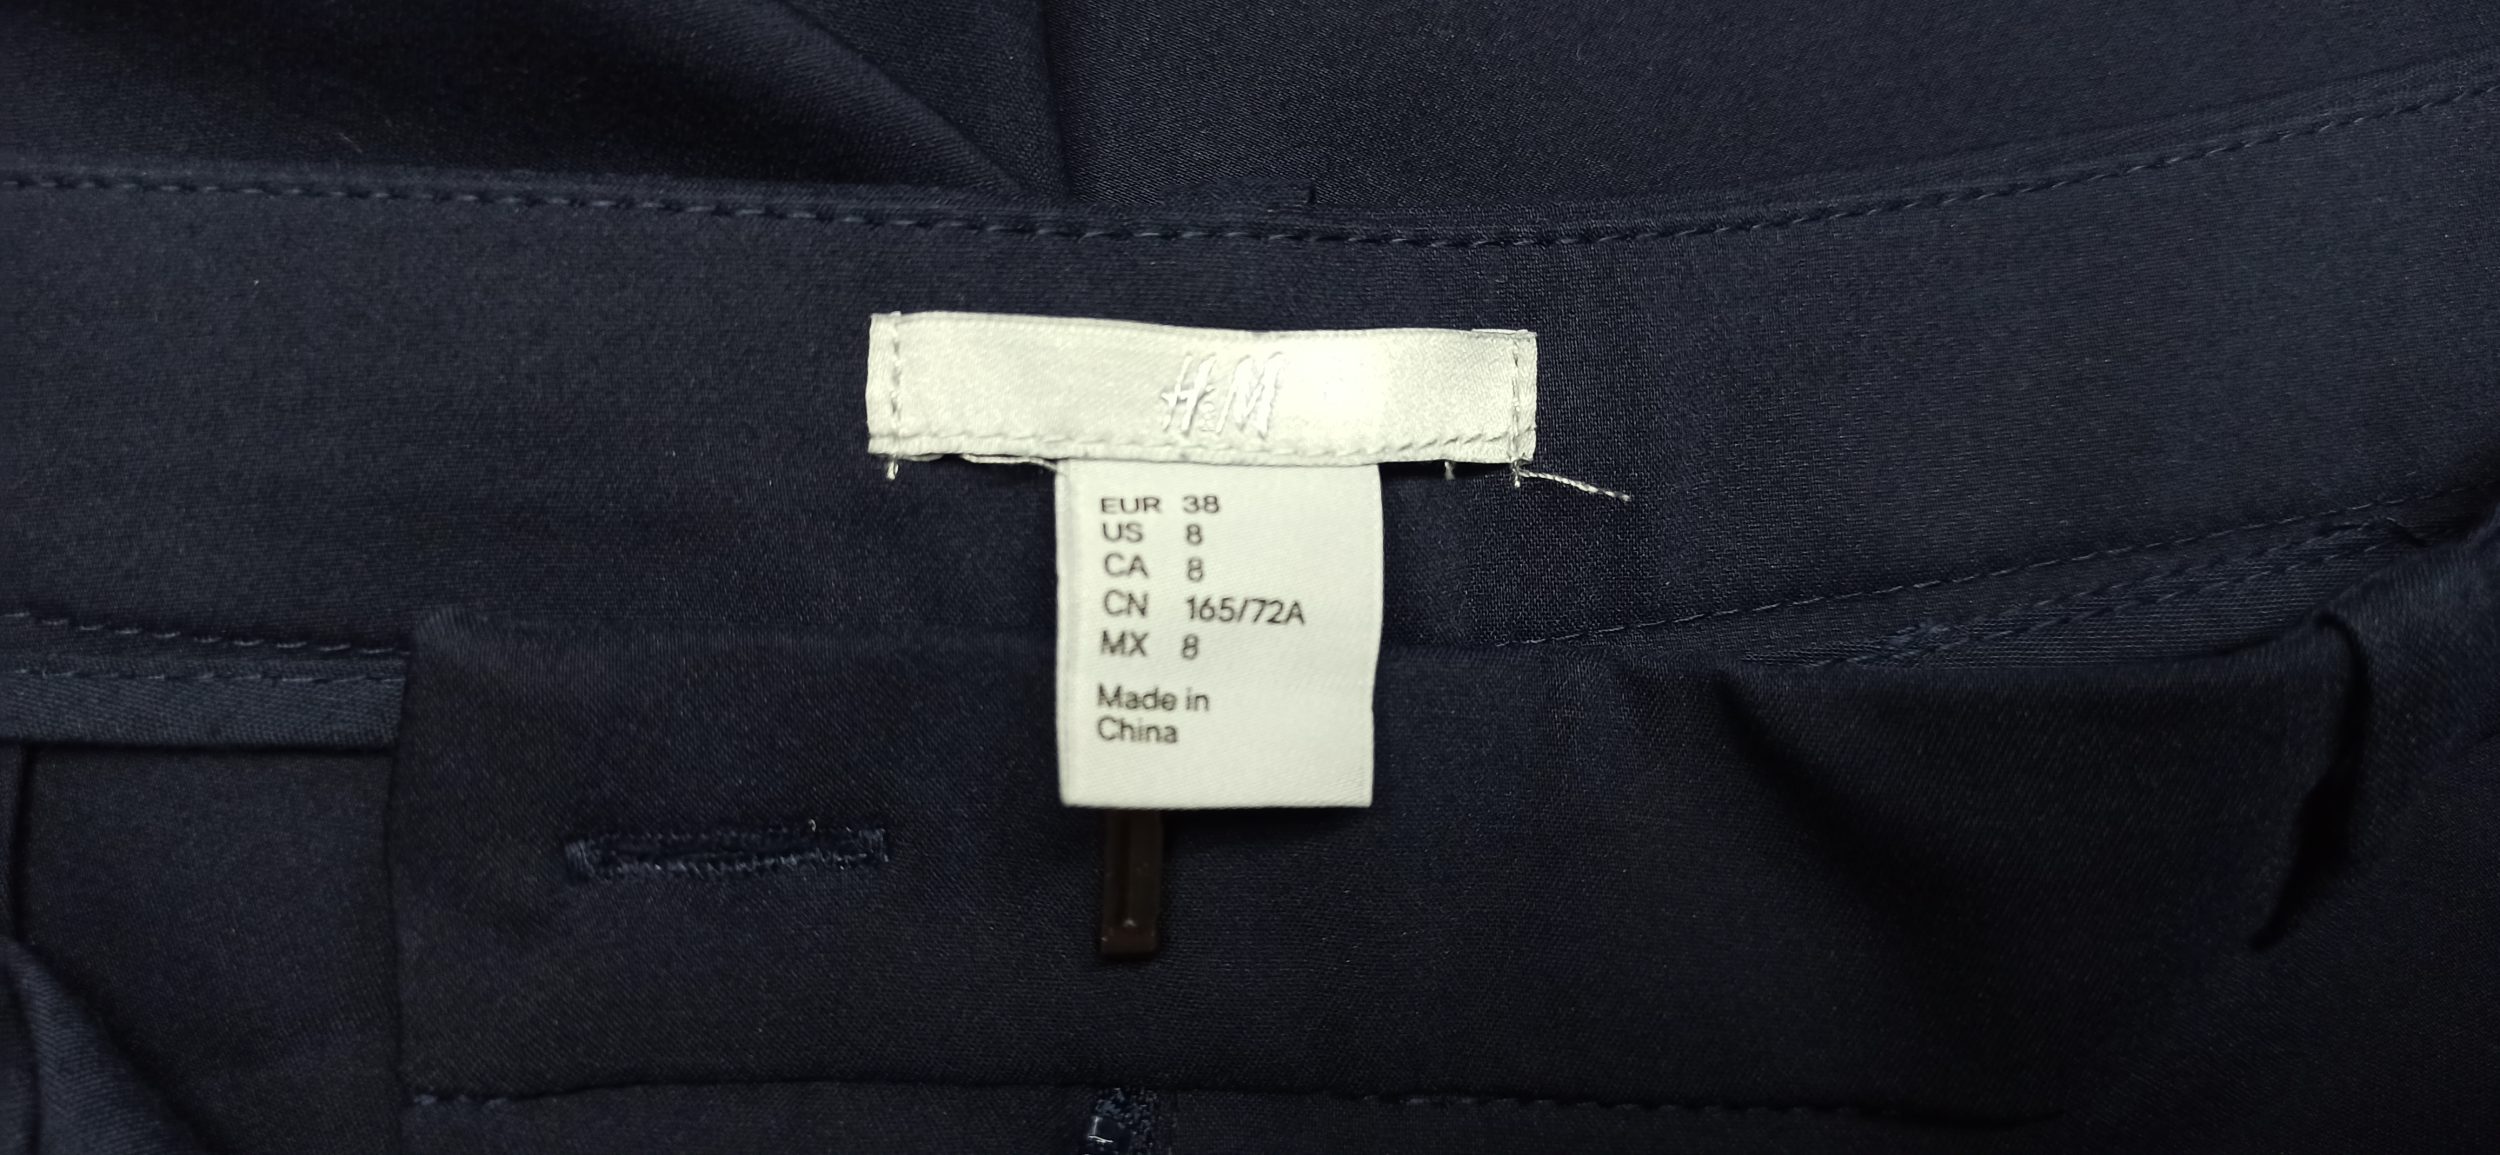 H&M
EUR 38
US 8
CA 8
CN 165/72A
MX 8
Made in
China